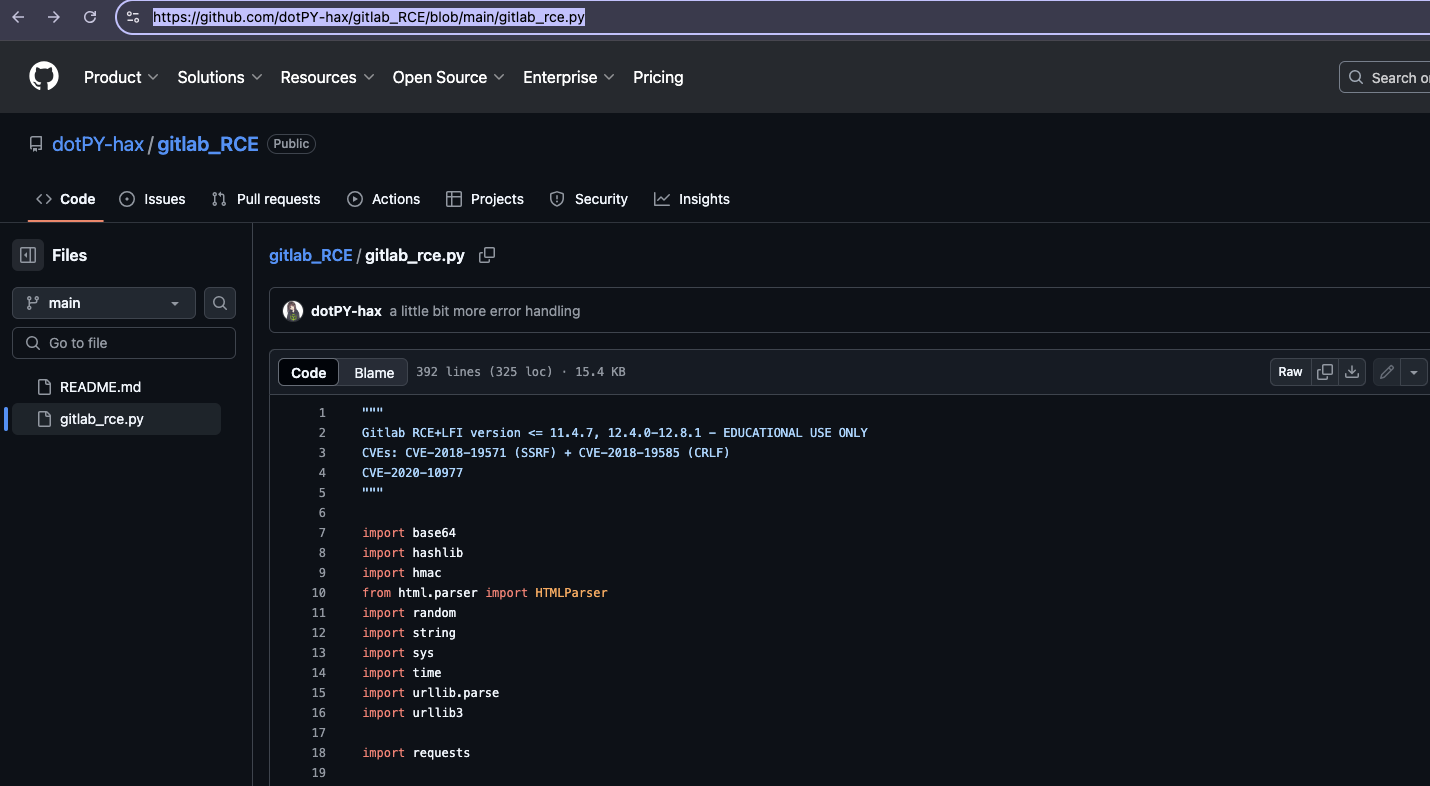 https://github.com/dotPY-hax/gitlab_RCE/blob/main/gitlab_rce.py
Product Solutions Resources Open Source Enterprise Pricing
Search or
dotPY-hax / gitlab_RCE Public
Code Issues Pull requests Actions Projects Security Insights
Files
main
Go to file
README.md
gitlab_rce.py
gitlab_RCE / gitlab_rce.py
dotPY-hax a little bit more error handling
Code Blame 392 lines (325 loc) · 15.4 KB
Raw
1 """
2 Gitlab RCE+LFI version <= 11.4.7, 12.4.0-12.8.1 - EDUCATIONAL USE ONLY
3 CVEs: CVE-2018-19571 (SSRF) + CVE-2018-19585 (CRLF)
4 CVE-2020-10977
5 """
6
7 import base64
8 import hashlib
9 import hmac
10 from html.parser import HTMLParser
11 import random
12 import string
13 import sys
14 import time
15 import urllib.parse
16 import urllib3
17
18 import requests
19